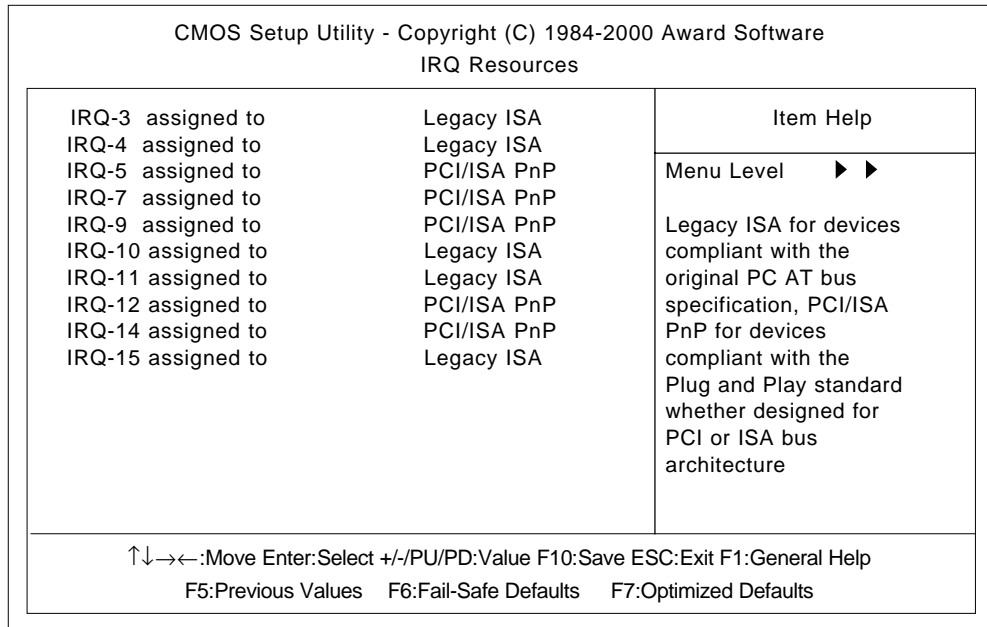 CMOS Setup Utility - Copyright (C) 1984-2000 Award Software
IRQ Resources
IRQ-3 assigned to Legacy ISA
IRQ-4 assigned to Legacy ISA
IRQ-5 assigned to PCI/ISA PnP
IRQ-7 assigned to PCI/ISA PnP
IRQ-9 assigned to PCI/ISA PnP
IRQ-10 assigned to Legacy ISA
IRQ-11 assigned to Legacy ISA
IRQ-12 assigned to PCI/ISA PnP
IRQ-14 assigned to PCI/ISA PnP
IRQ-15 assigned to Legacy ISA
Item Help
Menu Level ▶ ▶
Legacy ISA for devices
compliant with the
original PC AT bus
specification, PCI/ISA
PnP for devices
compliant with the
Plug and Play standard
whether designed for
PCI or ISA bus
architecture
↑↓→←:Move Enter:Select +/-/PU/PD:Value F10:Save ESC:Exit F1:General Help
F5:Previous Values F6:Fail-Safe Defaults F7:Optimized Defaults